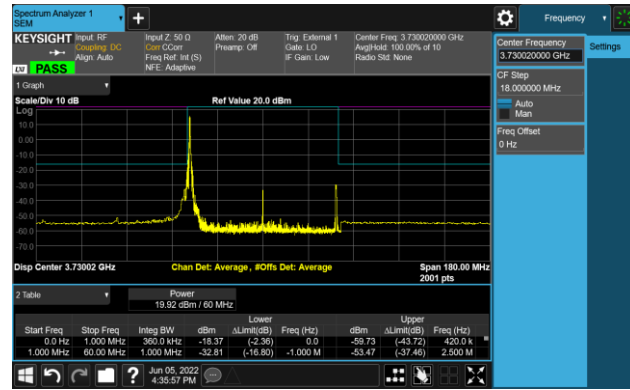 Spectrum Analyzer 1
SEM
Frequency
KEYSIGHT
Input: RF
Coupling: DC
Align: Auto
Input Z: 50 Ω
Corr CCorr
Freq Ref: Int (S)
NFE: Adaptive
Atten: 20 dB
Preamp: Off
Trig: External 1
Gate: LO
IF Gain: Low
Center Freq: 3.730020000 GHz
Avg|Hold: 100.00% of 10
Radio Std: None
LXI
PASS
Center Frequency
3.730020000 GHz
Settings
CF Step
18.000000 MHz
Auto
Man
Freq Offset
0 Hz
1 Graph
Scale/Div 10 dB
Ref Value 20.0 dBm
Log
10.0
0.00
-10.0
-20.0
-30.0
-40.0
-50.0
-60.0
-70.0
Disp Center 3.73002 GHz
Chan Det: Average , #Offs Det: Average
Span 180.00 MHz
2001 pts
2 Table
Power
19.92 dBm / 60 MHz
Lower Upper
Start Freq Stop Freq Integ BW dBm ΔLimit(dB) Freq (Hz) dBm ΔLimit(dB) Freq (Hz)
0.0 Hz 1.000 MHz 360.0 kHz -18.37 (-2.36) 0.0 -59.73 (-43.72) 420.0 k
1.000 MHz 60.00 MHz 1.000 MHz -32.81 (-16.80) -1.000 M -53.47 (-37.46) 2.500 M
?
Jun 05, 2022
4:35:57 PM